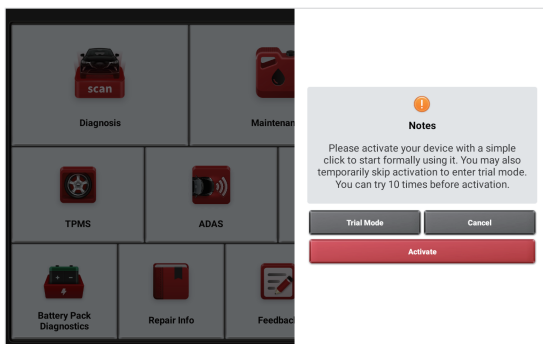 scan
Diagnosis
Maintenan
TPMS
ADAS
Battery Pack
Diagnostics
Repair Info
Feedbac
Notes
Please activate your device with a simple
click to start formally using it. You may also
temporarily skip activation to enter trial mode.
You can try 10 times before activation.
Trial Mode
Cancel
Activate